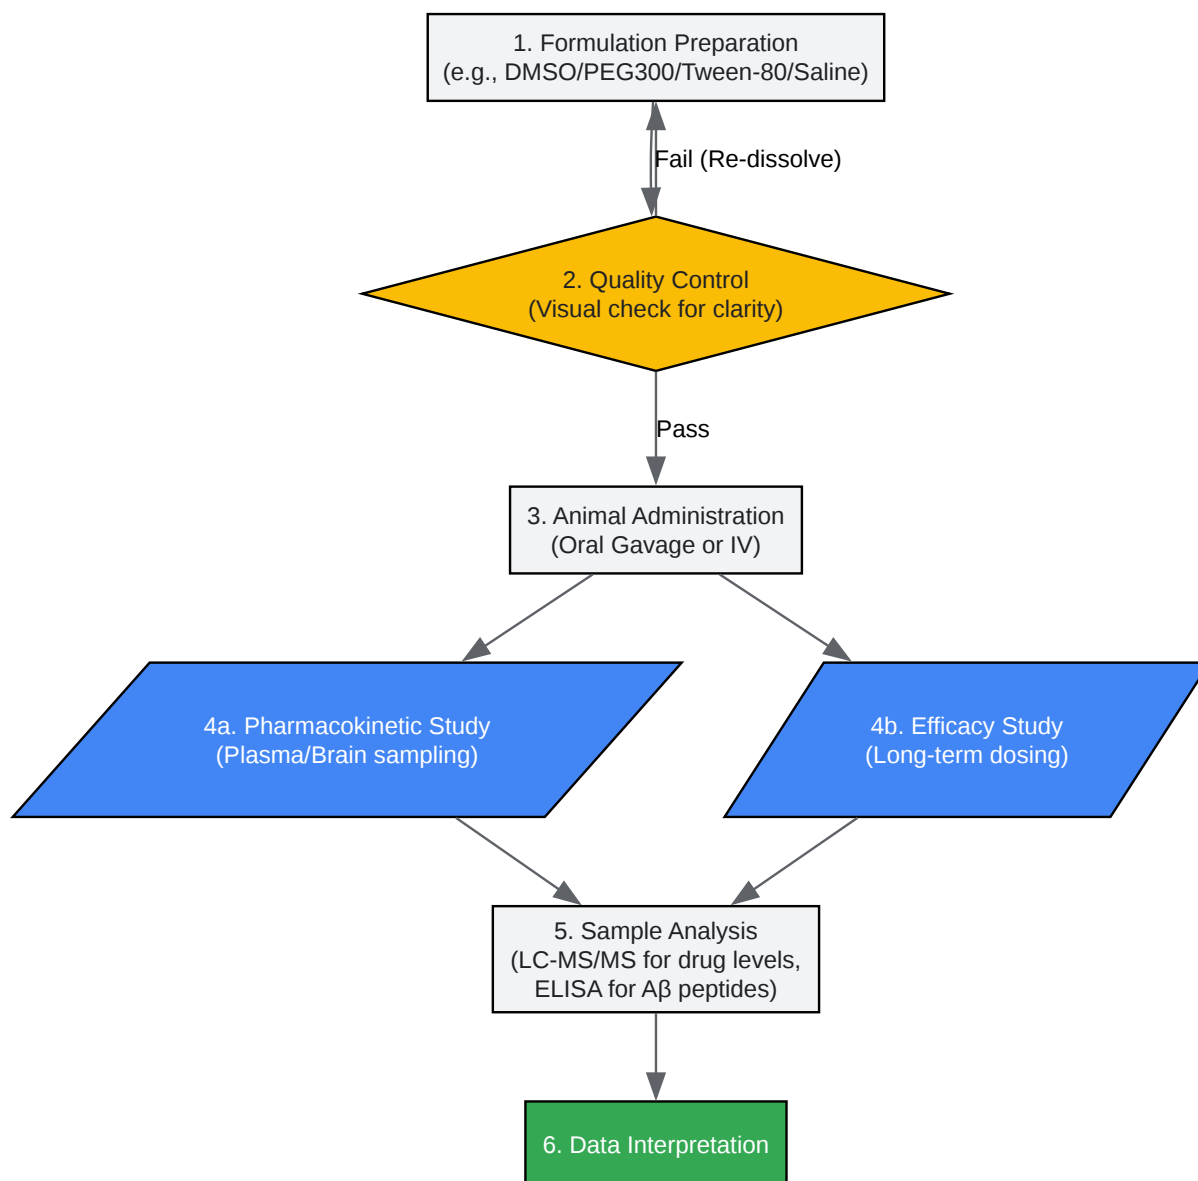 1. Formulation Preparation
(e.g., DMSO/PEG300/Tween-80/Saline)
Fail (Re-dissolve)
2. Quality Control
(Visual check for clarity)
Pass
3. Animal Administration
(Oral Gavage or IV)
4a. Pharmacokinetic Study
(Plasma/Brain sampling)
4b. Efficacy Study
(Long-term dosing)
5. Sample Analysis
(LC-MS/MS for drug levels,
ELISA for Aβ peptides)
6. Data Interpretation